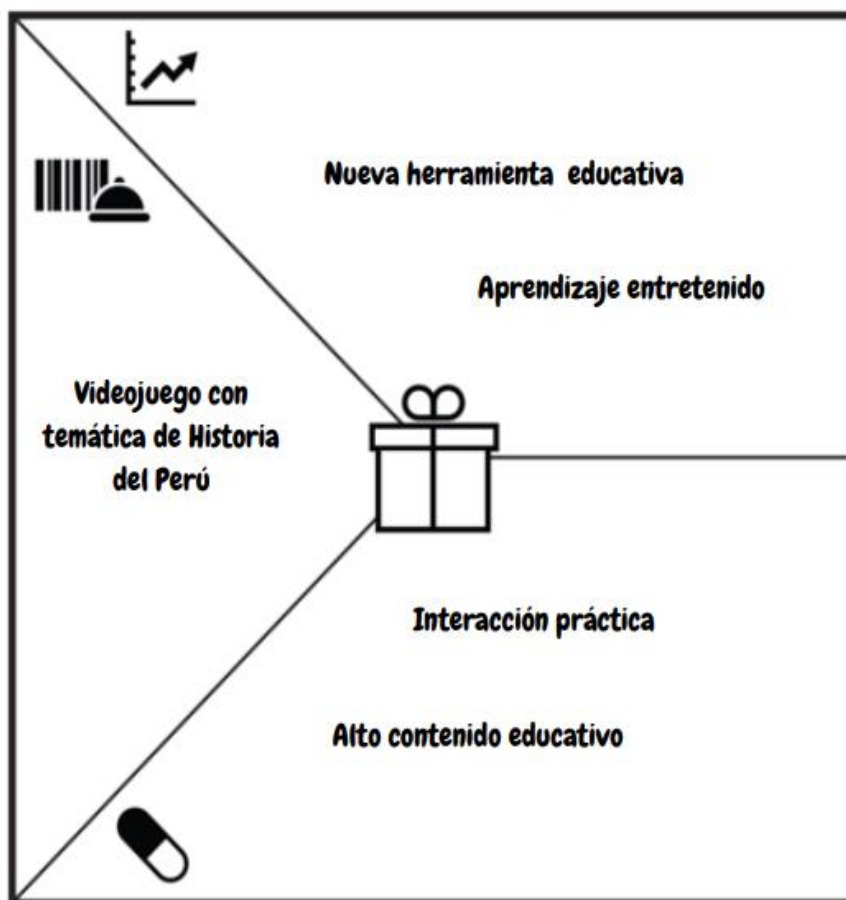 Nueva herramienta educativa
Aprendizaje entretenido
Videojuego con
temática de Historia
del Perú
Interacción práctica
Alto contenido educativo